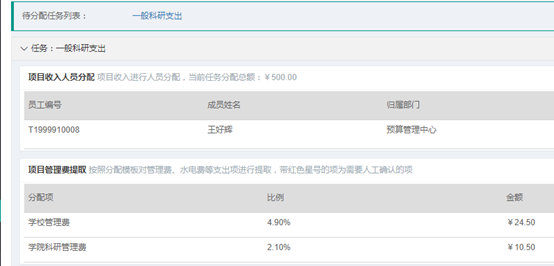 待分配任务列表： 一般科研支出
任务：一般科研支出
项目收入人员分配 项目收入进行人员分配，当前任务分配总额：￥500.00
员工编号 成员姓名 归属部门
T1999910008 王好辉 预算管理中心
项目管理费提取 按照分配模板对管理费、水电费等支出项进行提取，带红色星号的项为需要人工确认的项
分配项 比例 金额
学校管理费 4.90% ￥24.50
学院科研管理费 2.10% ￥10.50